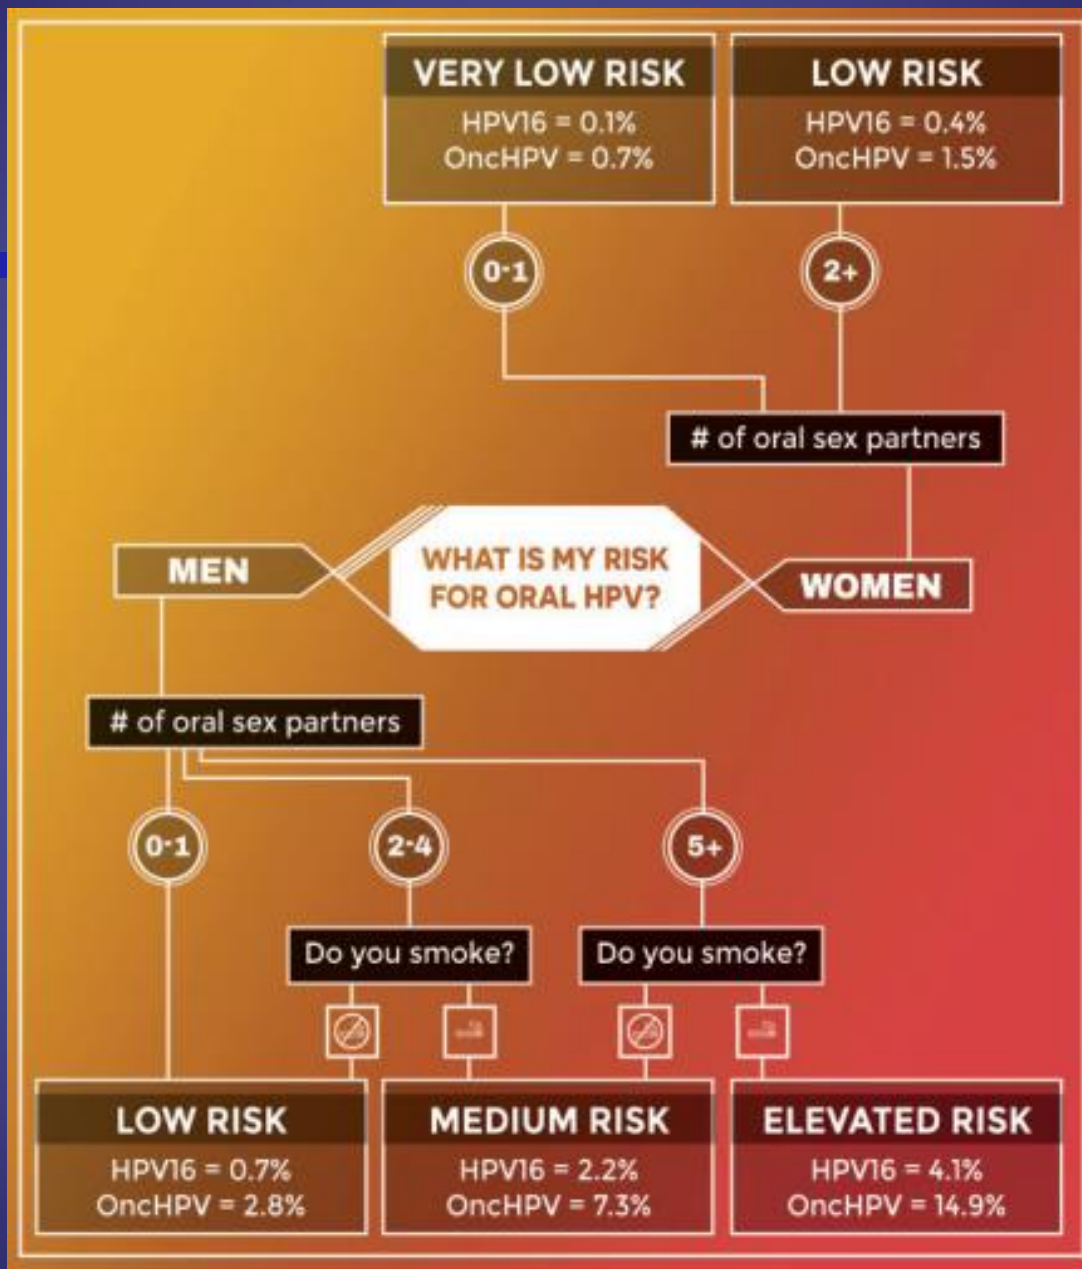 VERY LOW RISK
HPV16 = 0.1%
OncHPV = 0.7%
LOW RISK
HPV16 = 0.4%
OncHPV = 1.5%
0-1
2+
# of oral sex partners
WHAT IS MY RISK
FOR ORAL HPV?
MEN
WOMEN
# of oral sex partners
0-1
2-4
5+
Do you smoke?
Do you smoke?
LOW RISK
HPV16 = 0.7%
OncHPV = 2.8%
MEDIUM RISK
HPV16 = 2.2%
OncHPV = 7.3%
ELEVATED RISK
HPV16 = 4.1%
OncHPV = 14.9%